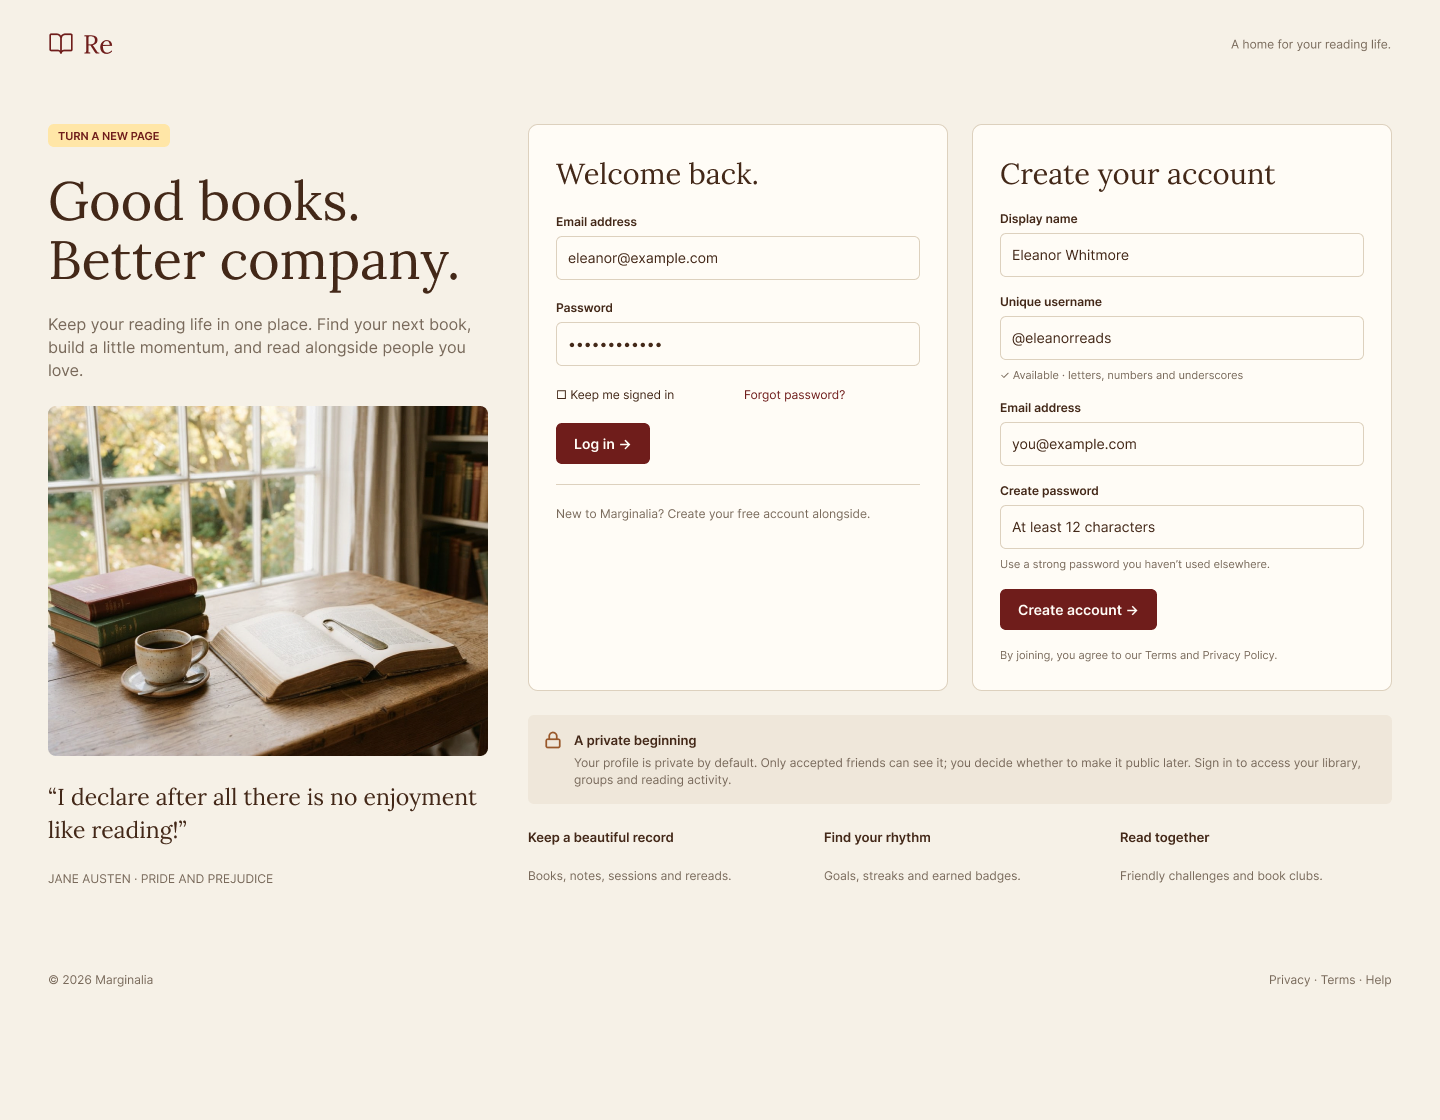 Re
A home for your reading life.
TURN A NEW PAGE
Good books.
Better company.
Keep your reading life in one place. Find your next book,
build a little momentum, and read alongside people you
love.
“I declare after all there is no enjoyment
like reading!”
JANE AUSTEN · PRIDE AND PREJUDICE
Welcome back.
Email address
eleanor@example.com
Password
••••••••••••
Keep me signed in
Forgot password?
Log in →
New to Marginalia? Create your free account alongside.
Create your account
Display name
Eleanor Whitmore
Unique username
@eleanorreads
✓ Available · letters, numbers and underscores
Email address
you@example.com
Create password
At least 12 characters
Use a strong password you haven’t used elsewhere.
Create account →
By joining, you agree to our Terms and Privacy Policy.
A private beginning
Your profile is private by default. Only accepted friends can see it; you decide whether to make it public later. Sign in to access your library,
groups and reading activity.
Keep a beautiful record
Books, notes, sessions and rereads.
Find your rhythm
Goals, streaks and earned badges.
Read together
Friendly challenges and book clubs.
© 2026 Marginalia
Privacy · Terms · Help